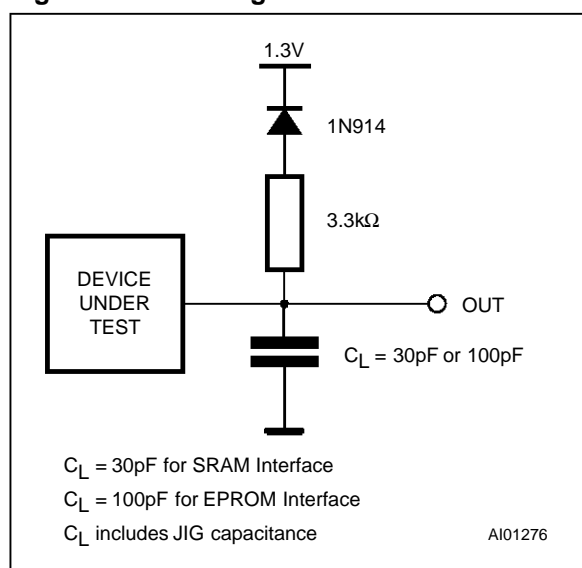 1.3V
1N914
3.3kΩ
DEVICE
UNDER
TEST
OUT
CL = 30pF or 100pF
CL = 30pF for SRAM Interface
CL = 100pF for EPROM Interface
CL includes JIG capacitance
AI01276